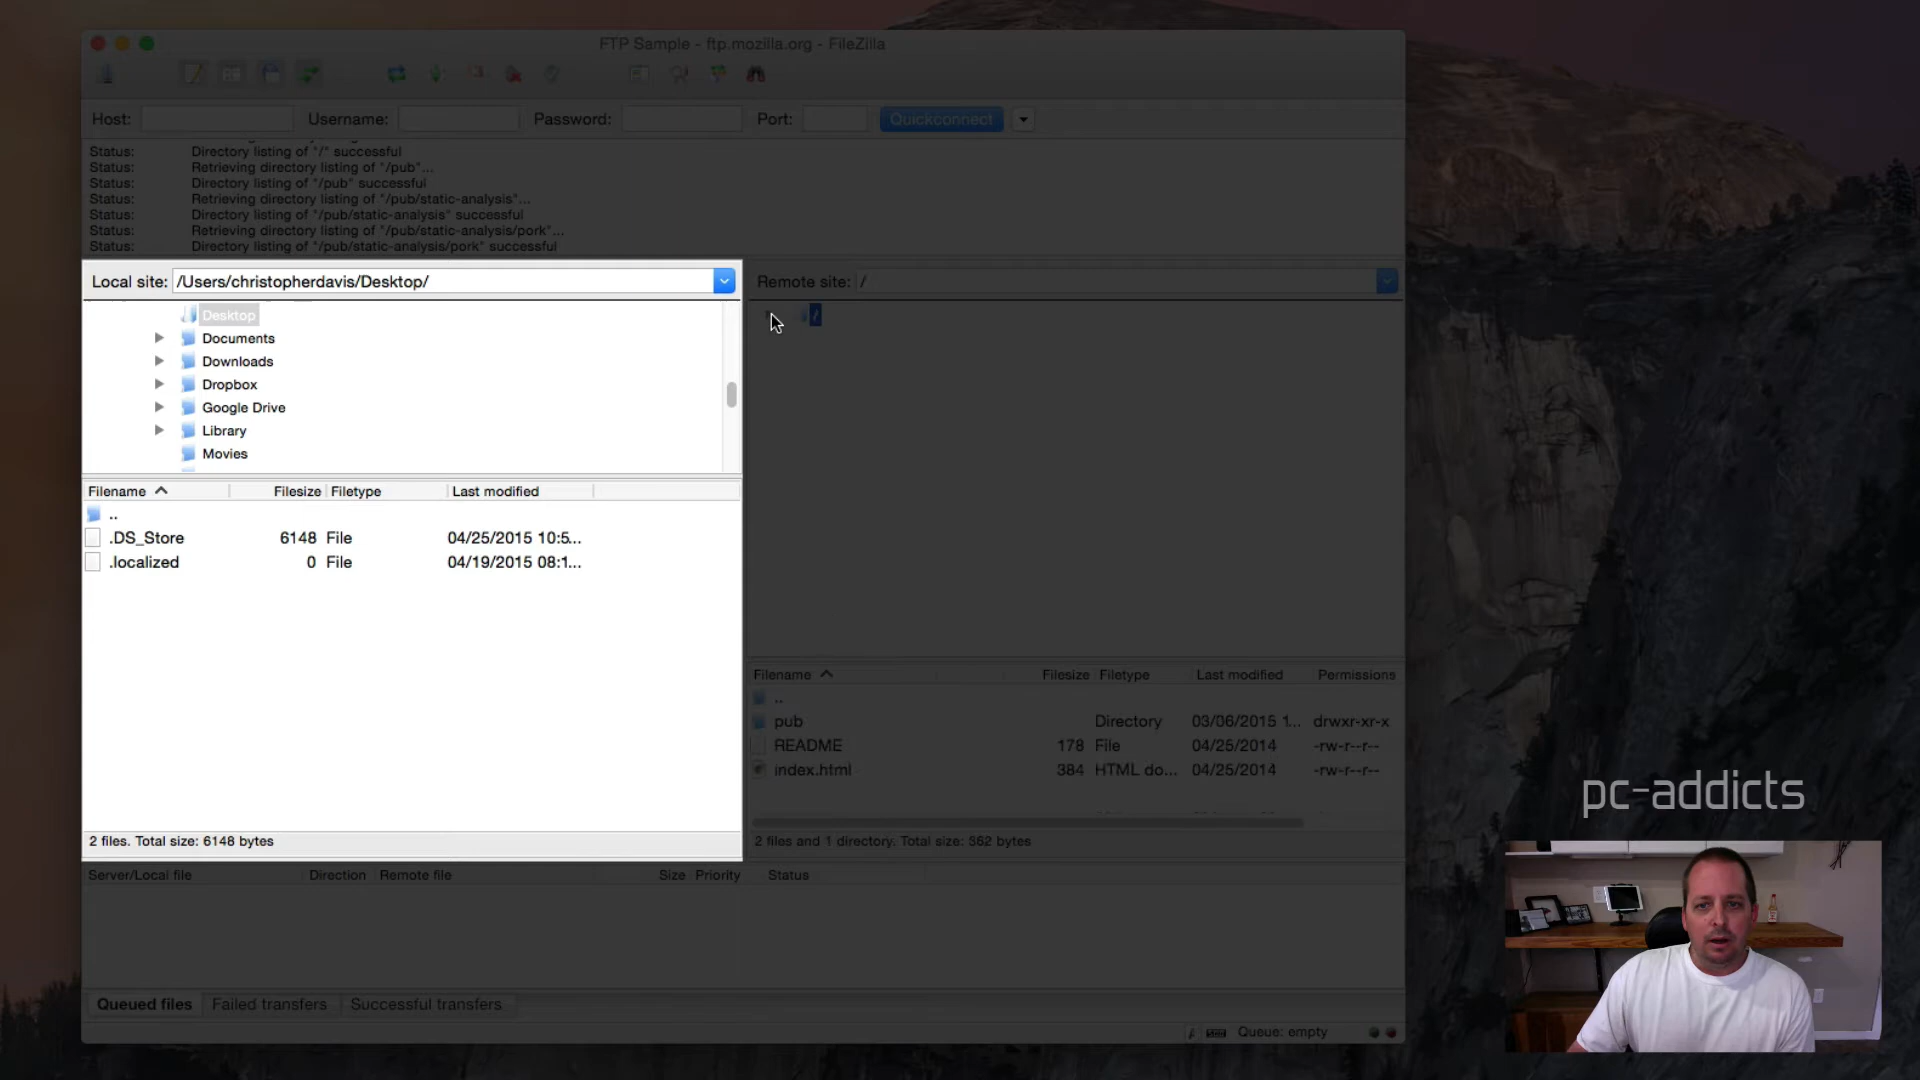 FTP Sample - ftp.mozilla.org - FileZilla
Host: Username: Password: Port: Quickconnect
Status: Directory listing of "/" successful
Status: Retrieving directory listing of "/pub"...
Status: Directory listing of "/pub" successful
Status: Retrieving directory listing of "/pub/static-analysis"...
Status: Directory listing of "/pub/static-analysis" successful
Status: Retrieving directory listing of "/pub/static-analysis/pork"...
Status: Directory listing of "/pub/static-analysis/pork" successful
Local site: /Users/christopherdavis/Desktop/
Desktop
Documents
Downloads
Dropbox
Google Drive
Library
Movies
Filename Filesize Filetype Last modified
..
.DS_Store 6148 File 04/25/2015 10:5...
.localized 0 File 04/19/2015 08:1...
2 files. Total size: 6148 bytes
Remote site: /
/
Filename Filesize Filetype Last modified Permissions
..
pub Directory 03/06/2015 1... drwxr-xr-x
README 178 File 04/25/2014 -rw-r--r--
index.html 384 HTML do... 04/25/2014 -rw-r--r--
2 files and 1 directory. Total size: 362 bytes
Server/Local file Direction Remote file Size Priority Status
Queued files Failed transfers Successful transfers
Queue: empty
pc-addicts